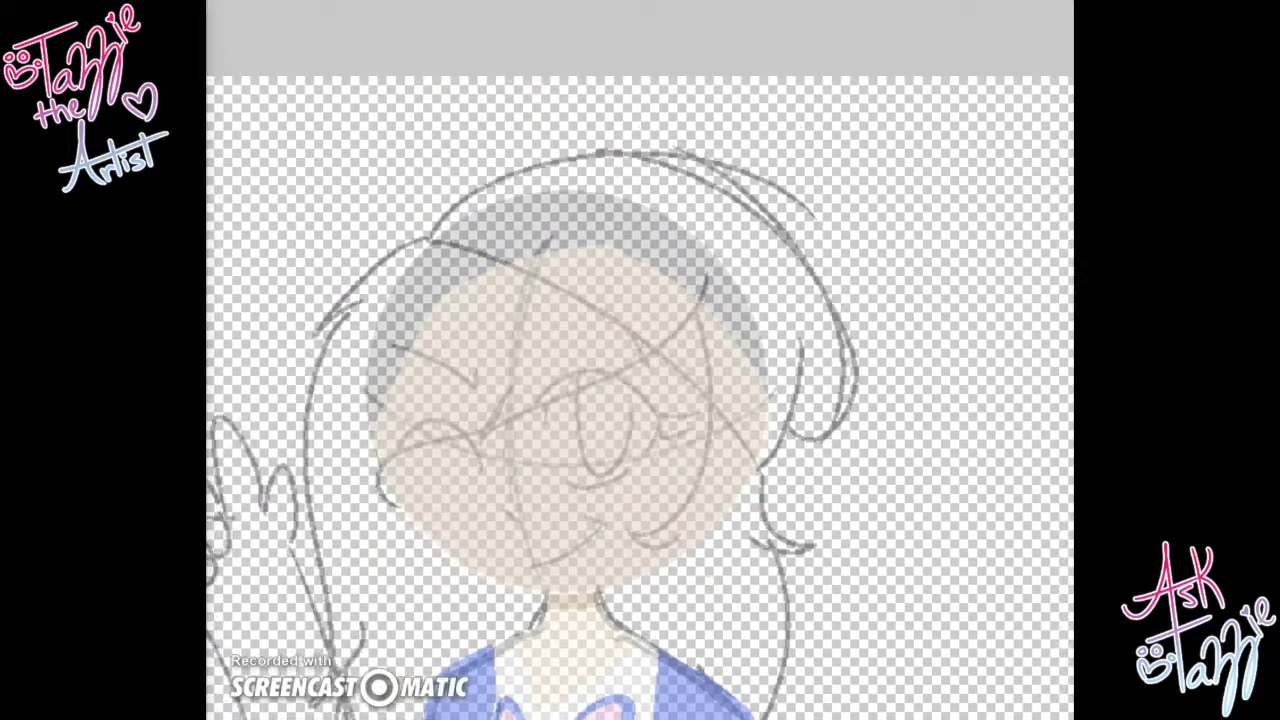 Tazzie
the
Artist
Recorded with
SCREENCAST MATIC
Ask
Tazzie